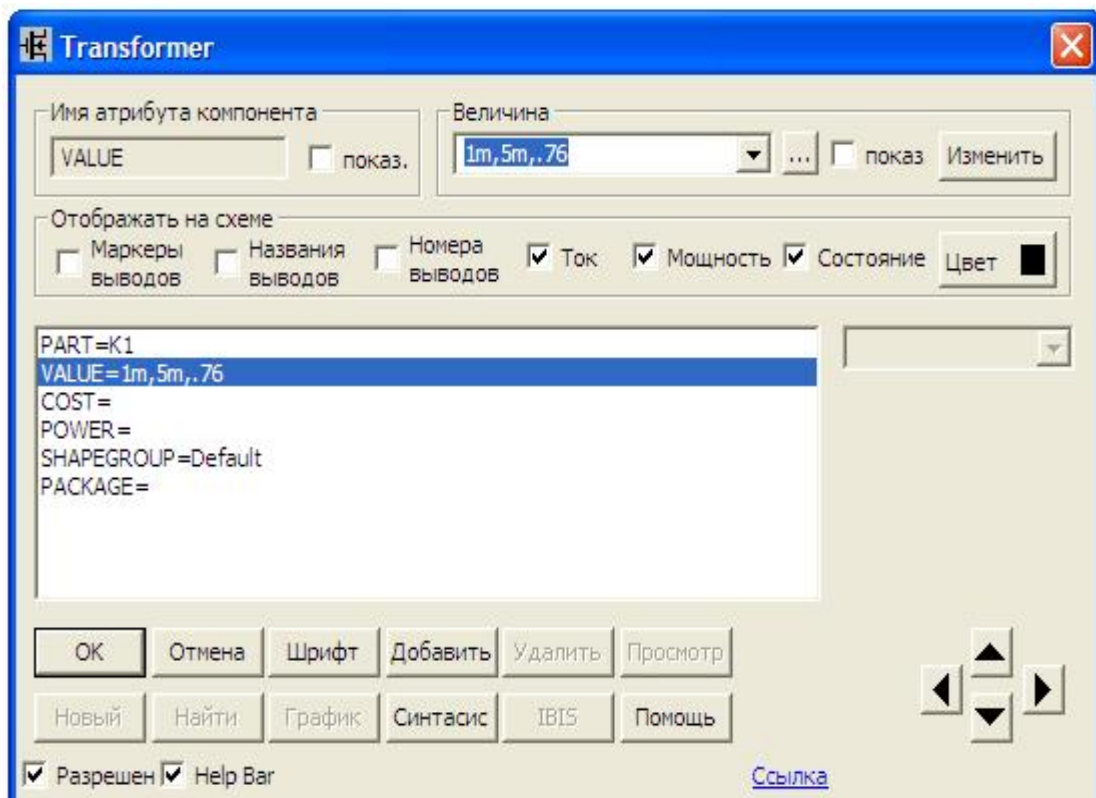 Transformer
Имя атрибута компонента
Величина
VALUE
показ.
1m,5m,.76
...
показ
Изменить
Отображать на схеме
Маркеры выводов
Названия выводов
Номера выводов
Ток
Мощность
Состояние
Цвет
PART=K1
VALUE=1m,5m,.76
COST=
POWER=
SHAPEGROUP=Default
PACKAGE=
OK Отмена Шрифт Добавить Удалить Просмотр
Новый Найти График Синтасис IBIS Помощь
Разрешен Help Bar Ссылка